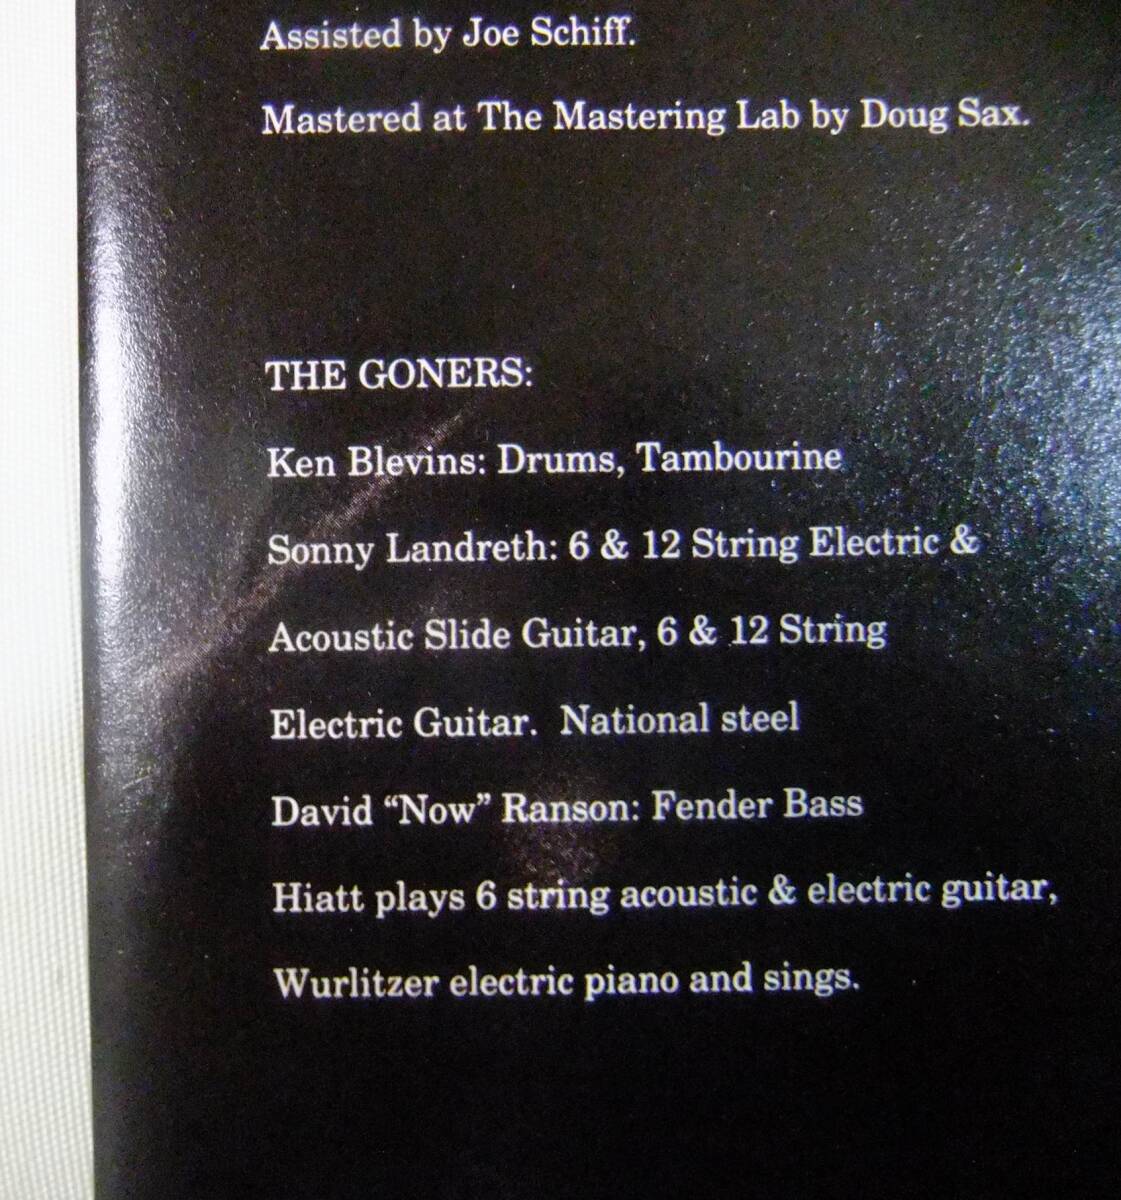 Assisted by Joe Schiff.
Mastered at The Mastering Lab by Doug Sax.
THE GONERS:
Ken Blevins: Drums, Tambourine
Sonny Landreth: 6 & 12 String Electric &
Acoustic Slide Guitar, 6 & 12 String
Electric Guitar.  National steel
David “Now” Ranson: Fender Bass
Hiatt plays 6 string acoustic & electric guitar,
Wurlitzer electric piano and sings.